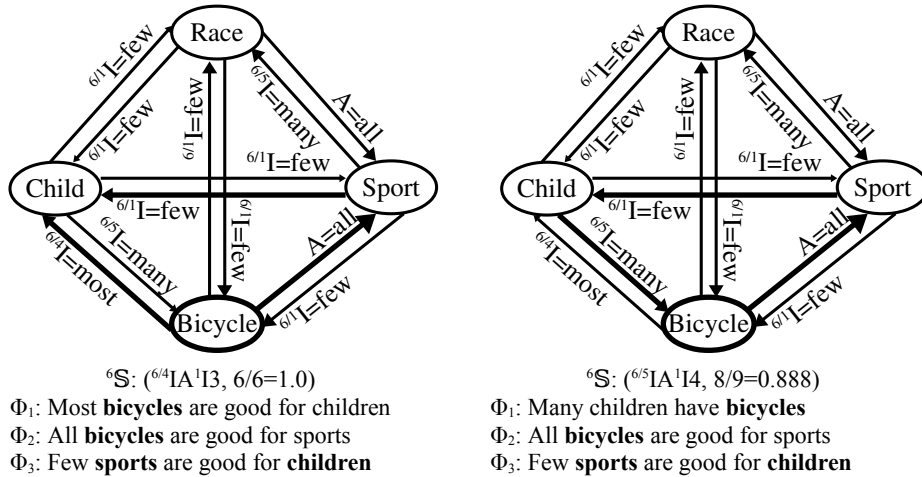 Race
Child
Sport
Bicycle
6/1I=few
6/1I=few
6/1I=few
6/1I=few
6/5I=many
A=all
6/1I=few
6/1I=few
6/5I=many
6/4I=most
A=all
6/1I=few
⁶𝕊: (⁶ᐟ⁴IA¹I3, 6/6=1.0)
Φ₁: Most bicycles are good for children
Φ₂: All bicycles are good for sports
Φ₃: Few sports are good for children
Race
Child
Sport
Bicycle
6/1I=few
6/1I=few
6/1I=few
6/1I=few
6/5I=many
A=all
6/1I=few
6/1I=few
6/5I=many
6/4I=most
A=all
6/1I=few
⁶𝕊: (⁶ᐟ⁵IA¹I4, 8/9=0.888)
Φ₁: Many children have bicycles
Φ₂: All bicycles are good for sports
Φ₃: Few sports are good for children